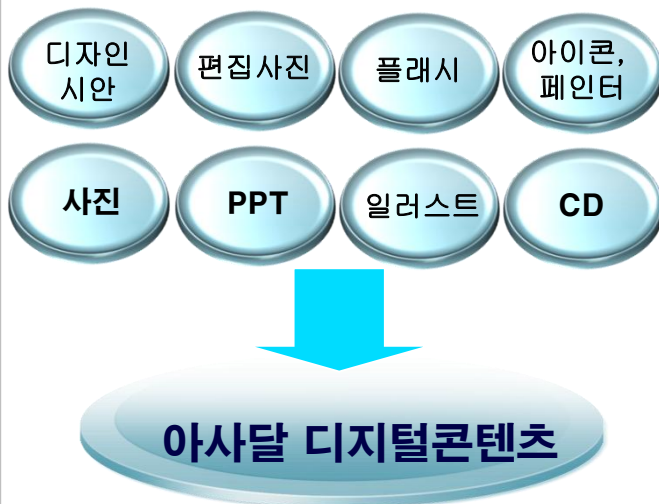 디자인
시안
편집사진
플래시
아이콘,
페인터
사진
PPT
일러스트
CD
아사달 디지털콘텐츠